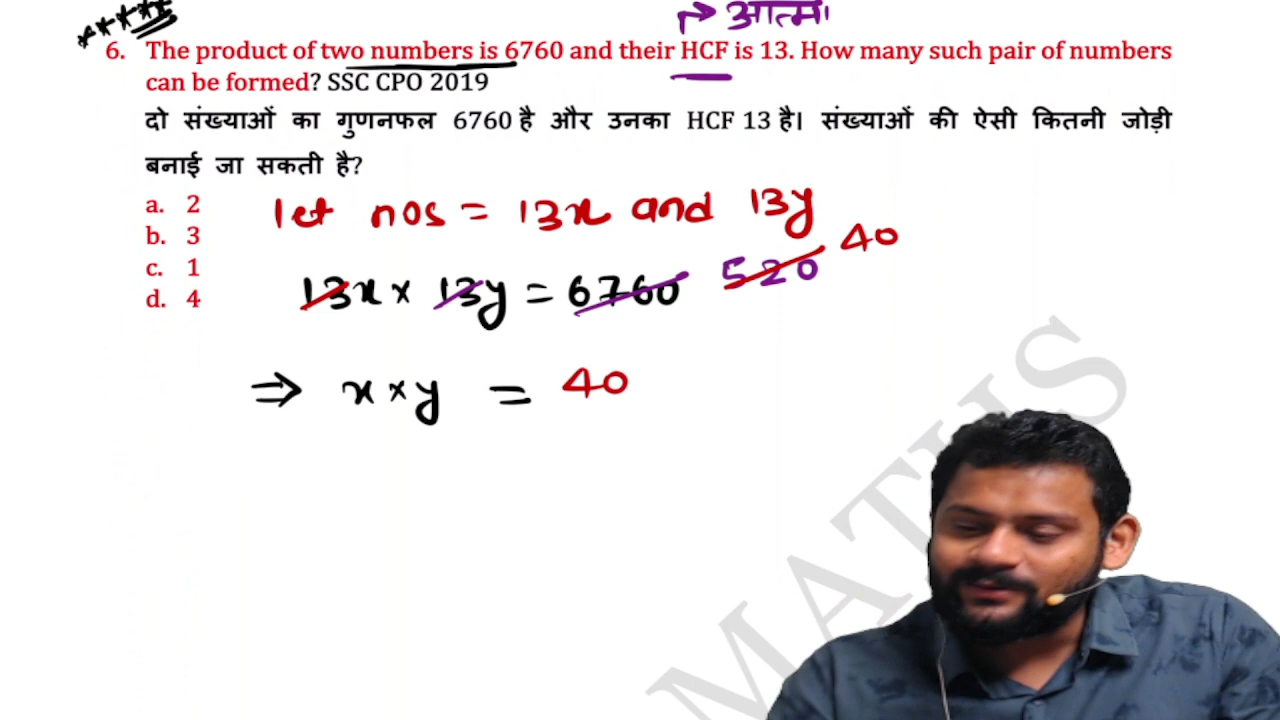 *****
→ आत्मा
6. The product of two numbers is 6760 and their HCF is 13. How many such pair of numbers
can be formed? SSC CPO 2019
दो संख्याओं का गुणनफल 6760 है और उनका HCF 13 है। संख्याओं की ऐसी कितनी जोड़ी
बनाई जा सकती है?
a. 2
b. 3
c. 1
d. 4
let nos = 13x and 13y
13x × 13y = 6760 520 40
⇒ x × y = 40
MATHS